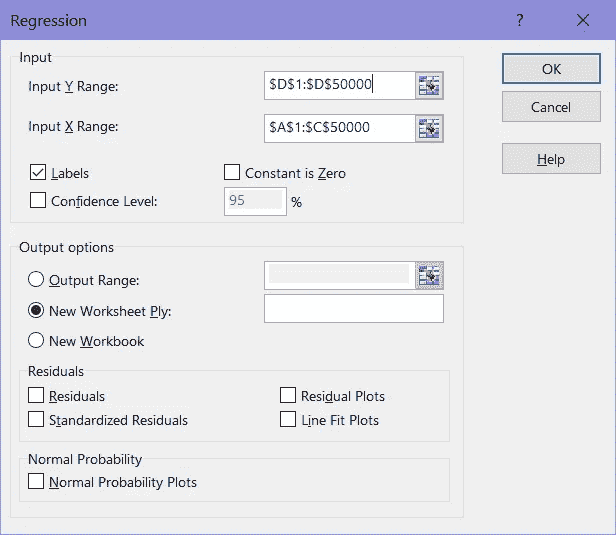 Regression ? ×
Input
Input Y Range: $D$1:$D$50000
Input X Range: $A$1:$C$50000
Labels Constant is Zero
Confidence Level: 95 %
OK
Cancel
Help
Output options
Output Range:
New Worksheet Ply:
New Workbook
Residuals
Residuals Residual Plots
Standardized Residuals Line Fit Plots
Normal Probability
Normal Probability Plots